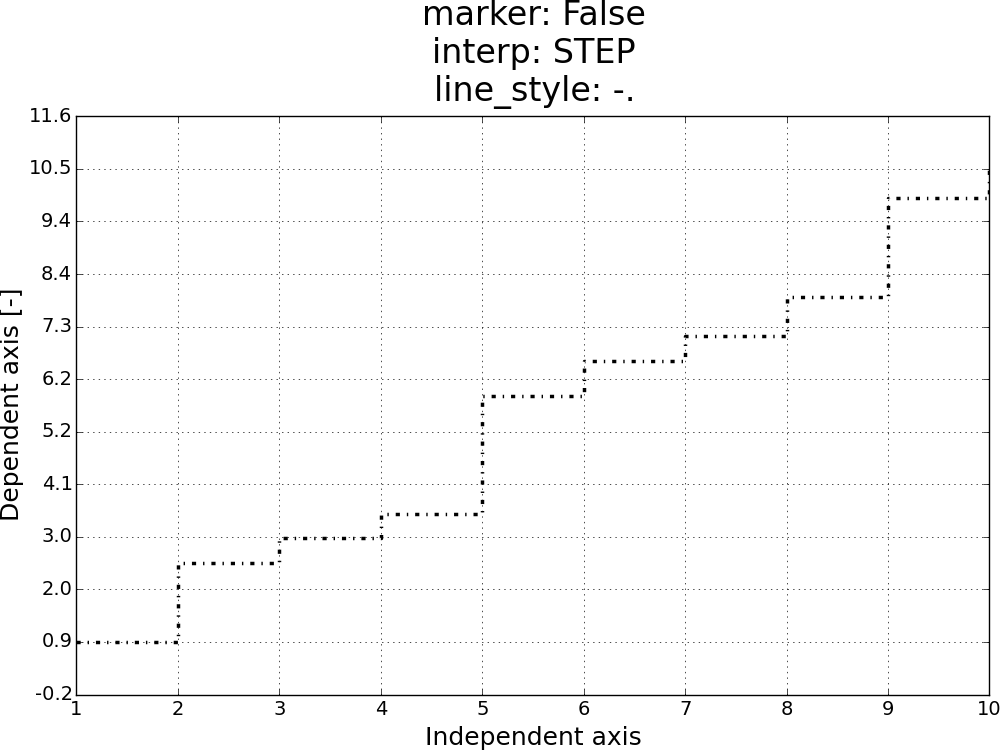 marker: False
interp: STEP
line_style: -.
11.6
10.5
9.4
8.4
7.3
6.2
5.2
4.1
3.0
2.0
0.9
-0.2
Dependent axis [-]
1 2 3 4 5 6 7 8 9 10
Independent axis